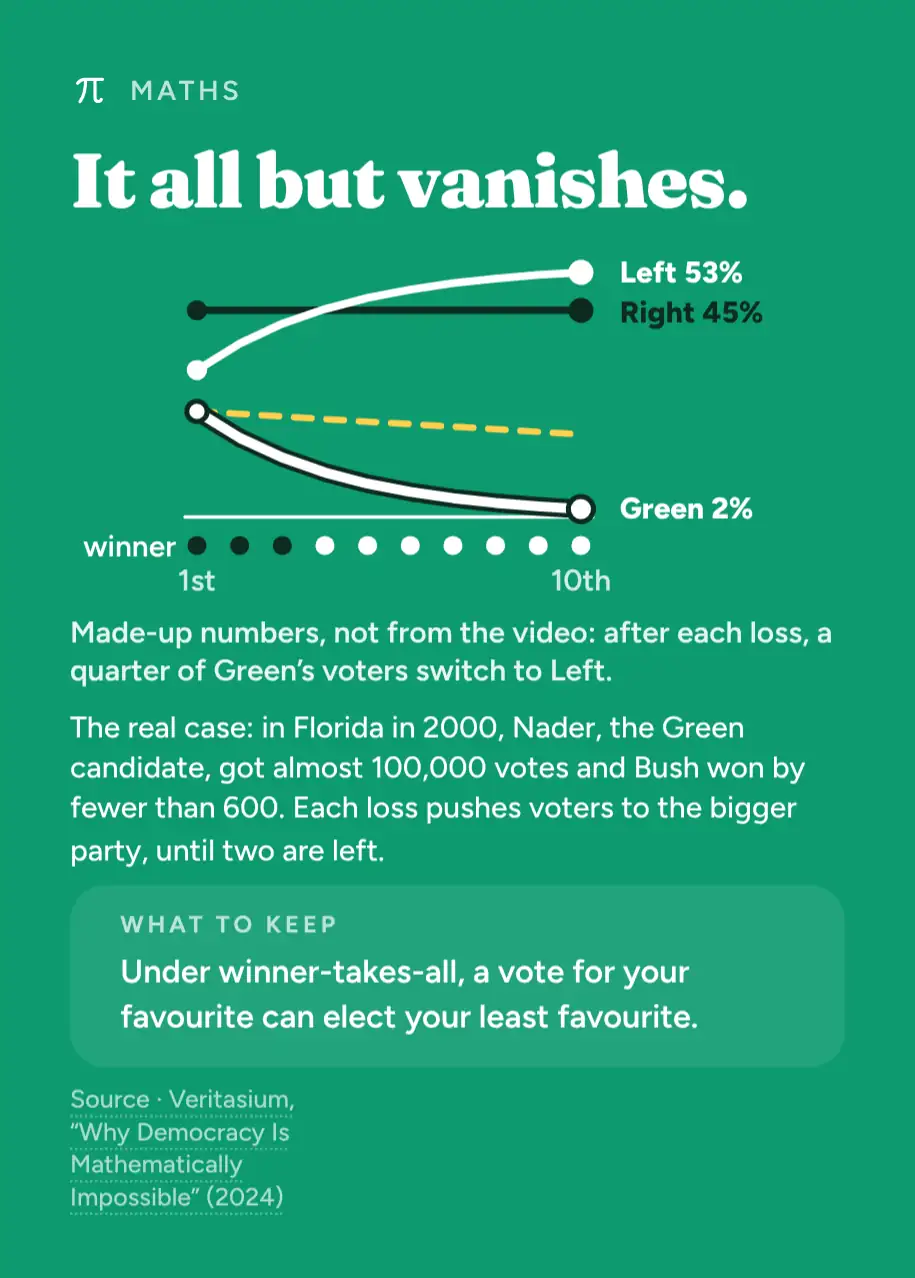 π MATHS
It all but vanishes.
Left 53%
Right 45%
Green 2%
winner
1st 10th
Made-up numbers, not from the video: after each loss, a
quarter of Green’s voters switch to Left.
The real case: in Florida in 2000, Nader, the Green
candidate, got almost 100,000 votes and Bush won by
fewer than 600. Each loss pushes voters to the bigger
party, until two are left.
WHAT TO KEEP
Under winner-takes-all, a vote for your
favourite can elect your least favourite.
Source · Veritasium,
“Why Democracy Is
Mathematically
Impossible” (2024)